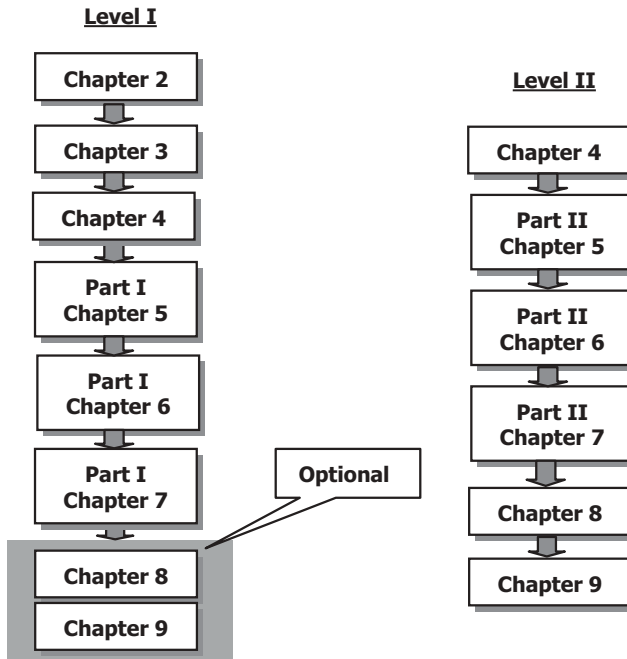 Level I
Chapter 2
Chapter 3
Chapter 4
Part I
Chapter 5
Part I
Chapter 6
Part I
Chapter 7
Optional
Chapter 8
Chapter 9
Level II
Chapter 4
Part II
Chapter 5
Part II
Chapter 6
Part II
Chapter 7
Chapter 8
Chapter 9